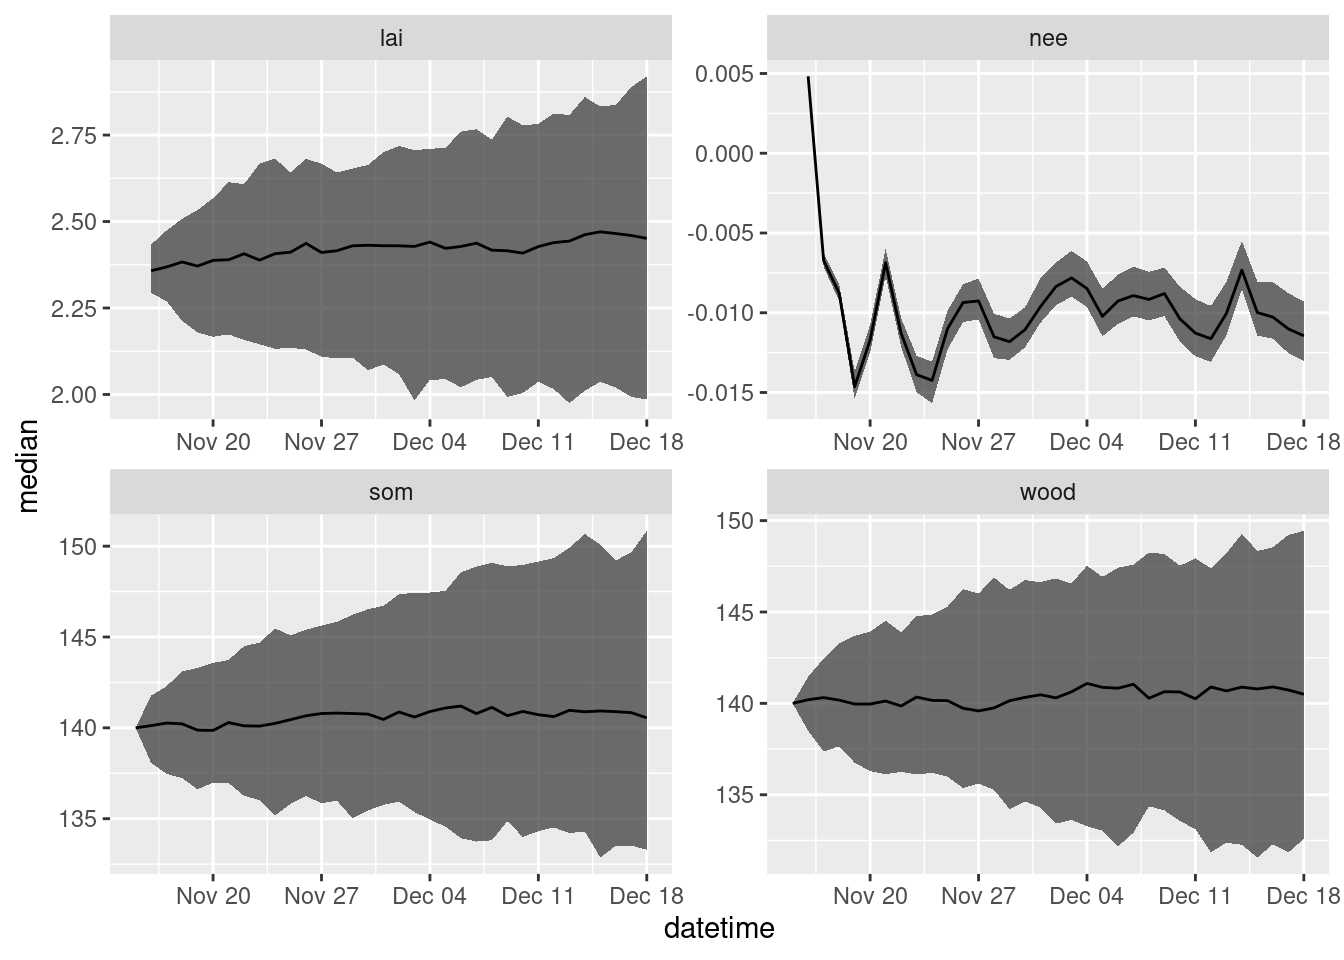 lai
nee
2.75
2.50
2.25
2.00
0.005
0.000
-0.005
-0.010
-0.015
Nov 20 Nov 27 Dec 04 Dec 11 Dec 18
Nov 20 Nov 27 Dec 04 Dec 11 Dec 18
median
som
wood
150
145
140
135
150
145
140
135
Nov 20 Nov 27 Dec 04 Dec 11 Dec 18
Nov 20 Nov 27 Dec 04 Dec 11 Dec 18
datetime